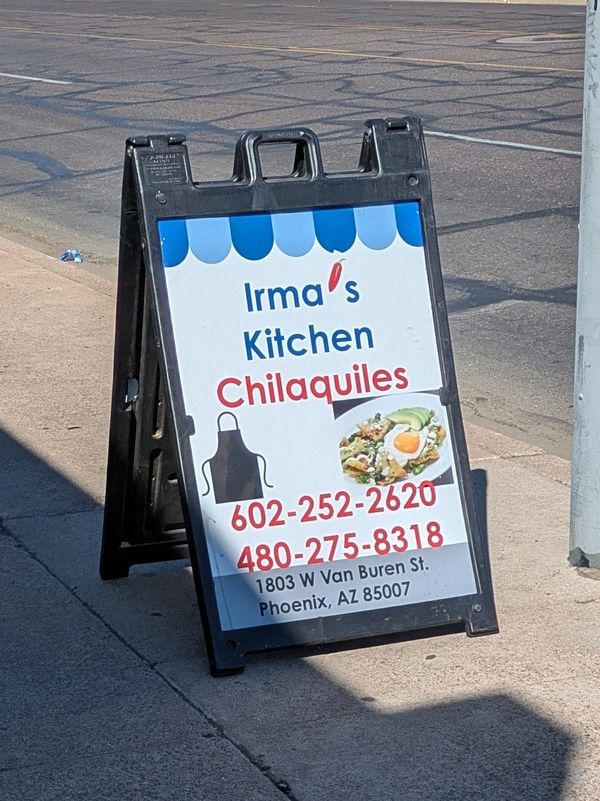 Irma's
Kitchen
Chilaquiles
602-252-2620
480-275-8318
1803 W Van Buren St.
Phoenix, AZ 85007